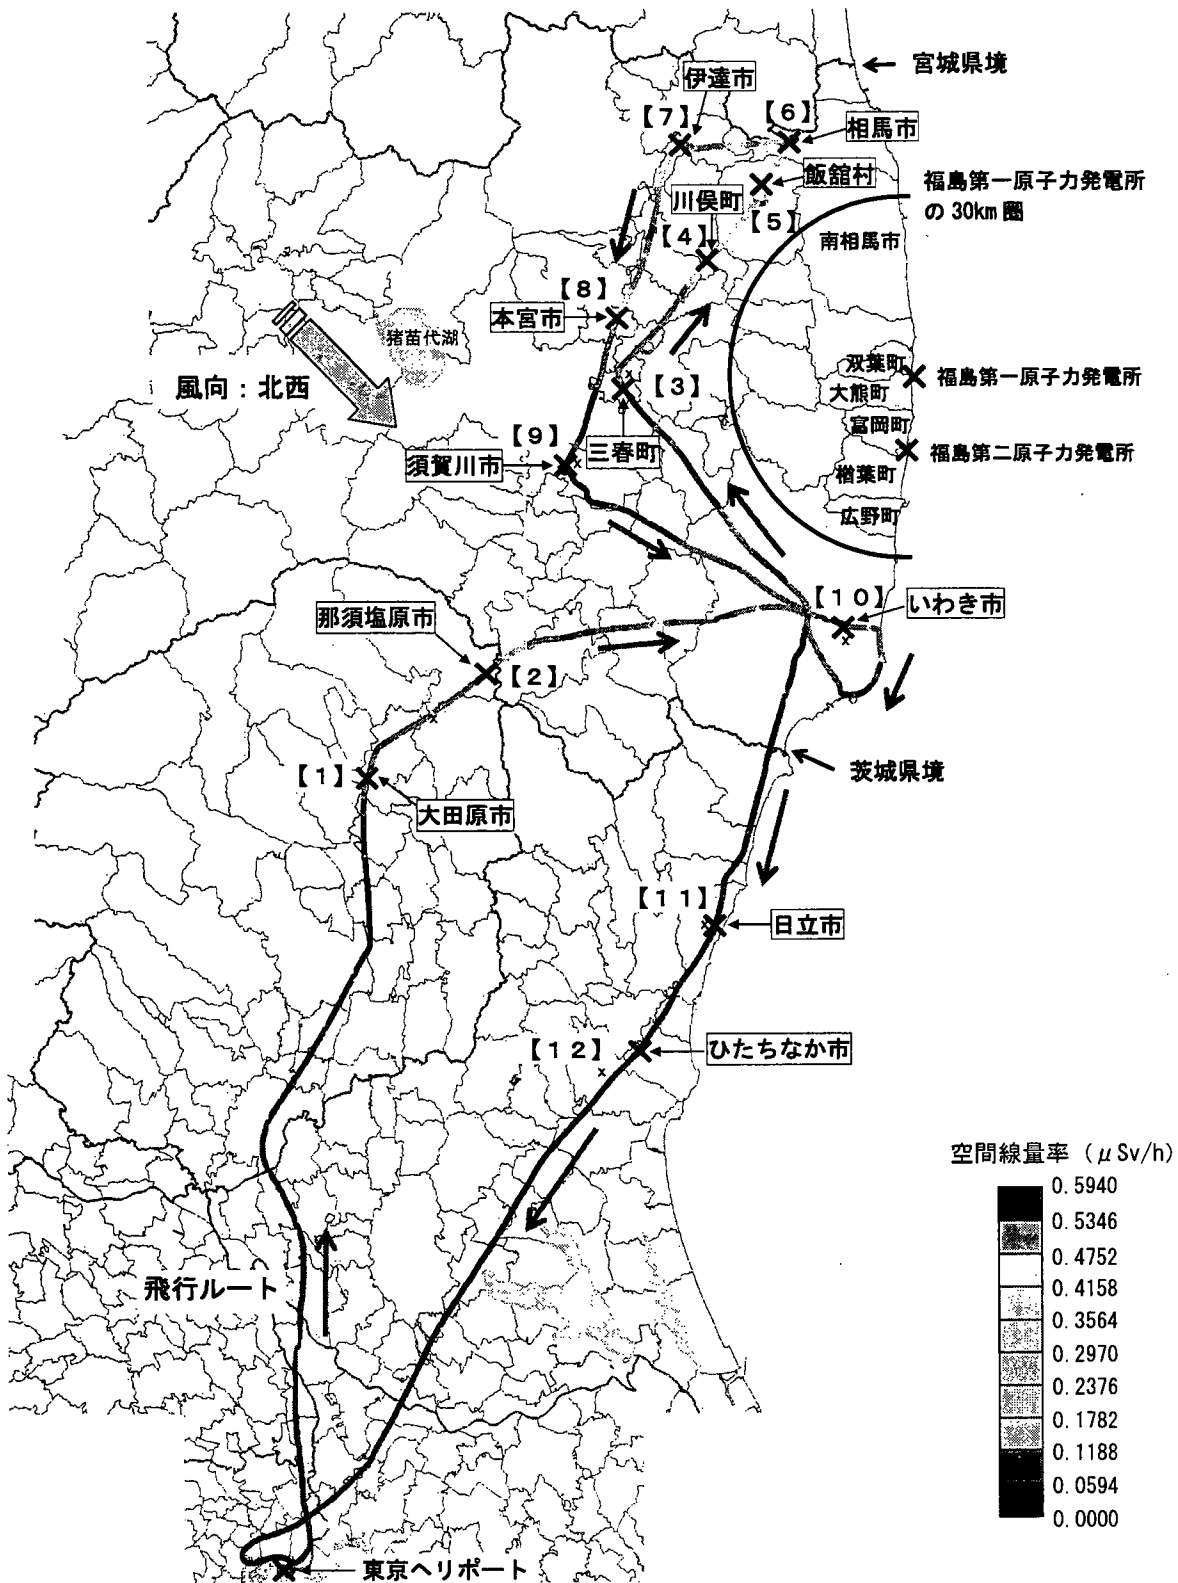 宮城県境
伊達市
【7】
【6】
相馬市
飯舘村
川俣町
【5】
【4】
福島第一原子力発電所
の30km圏
南相馬市
【8】
本宮市
猪苗代湖
風向：北西
双葉町
福島第一原子力発電所
大熊町
【3】
富岡町
【9】
三春町
福島第二原子力発電所
須賀川市
楢葉町
広野町
【10】
いわき市
那須塩原市
【2】
【1】
茨城県境
大田原市
【11】
日立市
【12】
ひたちなか市
空間線量率（μSv/h）
0.5940
0.5346
0.4752
0.4158
0.3564
0.2970
0.2376
0.1782
0.1188
0.0594
0.0000
飛行ルート
東京ヘリポート